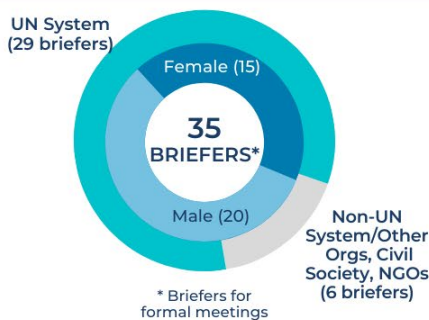 UN System
(29 briefers)
Female (15)
35
BRIEFERS*
Male (20)
Non-UN
System/Other
Orgs, Civil
Society, NGOs
(6 briefers)
* Briefers for
formal meetings